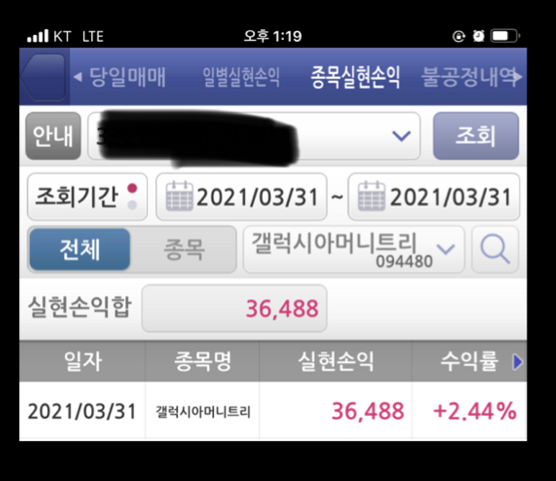 KT LTE 오후 1:19
당일매매 일별실현손익 종목실현손익 불공정내역
안내 조회
조회기간 2021/03/31 ~ 2021/03/31
전체 종목 갤럭시아머니트리 094480
실현손익합 36,488
일자 종목명 실현손익 수익률
2021/03/31 갤럭시아머니트리 36,488 +2.44%